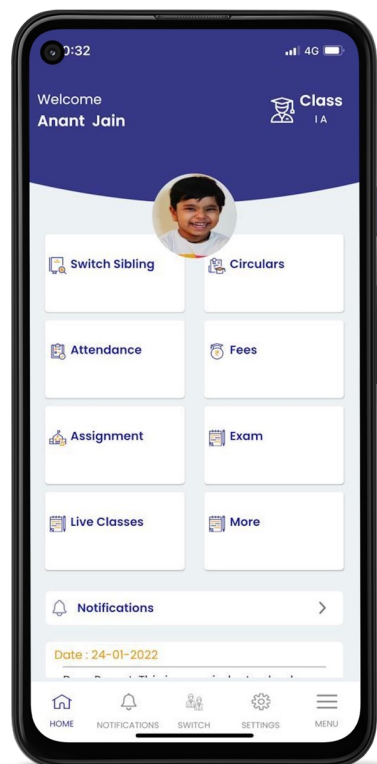 0:32
4G
Welcome
Anant Jain
Class
I A
Switch Sibling
Circulars
Attendance
Fees
Assignment
Exam
Live Classes
More
Notifications
Date : 24-01-2022
HOME
NOTIFICATIONS
SWITCH
SETTINGS
MENU